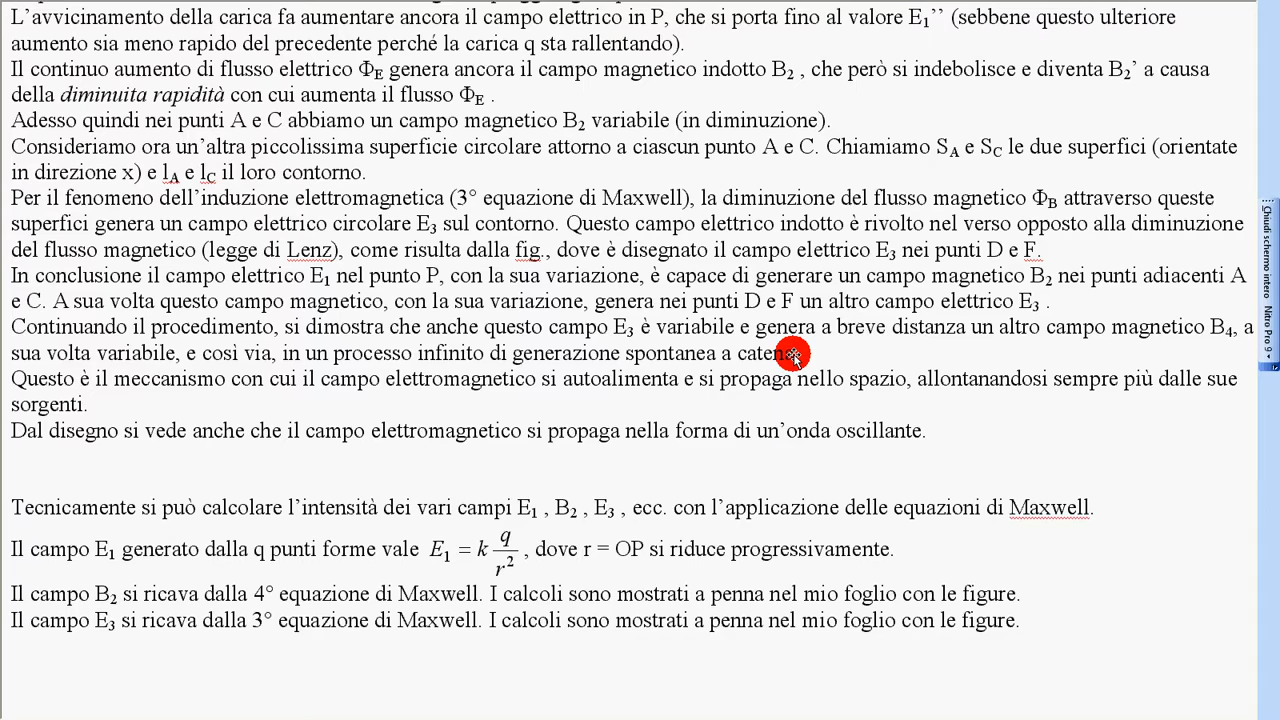 L’avvicinamento della carica fa aumentare ancora il campo elettrico in P, che si porta fino al valore E₁’’ (sebbene questo ulteriore
aumento sia meno rapido del precedente perché la carica q sta rallentando).
Il continuo aumento di flusso elettrico Φ_E genera ancora il campo magnetico indotto B₂ , che però si indebolisce e diventa B₂’ a causa
della diminuita rapidità con cui aumenta il flusso Φ_E .
Adesso quindi nei punti A e C abbiamo un campo magnetico B₂ variabile (in diminuzione).
Consideriamo ora un’altra piccolissima superficie circolare attorno a ciascun punto A e C. Chiamiamo S_A e S_C le due superfici (orientate
in direzione x) e l_A e l_C il loro contorno.
Per il fenomeno dell’induzione elettromagnetica (3° equazione di Maxwell), la diminuzione del flusso magnetico Φ_B attraverso queste
superfici genera un campo elettrico circolare E₃ sul contorno. Questo campo elettrico indotto è rivolto nel verso opposto alla diminuzione
del flusso magnetico (legge di Lenz), come risulta dalla fig., dove è disegnato il campo elettrico E₃ nei punti D e F.
In conclusione il campo elettrico E₁ nel punto P, con la sua variazione, è capace di generare un campo magnetico B₂ nei punti adiacenti A
e C. A sua volta questo campo magnetico, con la sua variazione, genera nei punti D e F un altro campo elettrico E₃ .
Continuando il procedimento, si dimostra che anche questo campo E₃ è variabile e genera a breve distanza un altro campo magnetico B₄, a
sua volta variabile, e così via, in un processo infinito di generazione spontanea a
Questo è il meccanismo con cui il campo elettromagnetico si autoalimenta e si propaga nello spazio, allontanandosi sempre più dalle sue
sorgenti.
Dal disegno si vede anche che il campo elettromagnetico si propaga nella forma di un’onda oscillante.
Tecnicamente si può calcolare l’intensità dei vari campi E₁ , B₂ , E₃ , ecc. con l’applicazione delle equazioni di Maxwell.
Il campo E₁ generato dalla q punti forme vale E₁ = k q/r² , dove r = OP si riduce progressivamente.
Il campo B₂ si ricava dalla 4° equazione di Maxwell. I calcoli sono mostrati a penna nel mio foglio con le figure.
Il campo E₃ si ricava dalla 3° equazione di Maxwell. I calcoli sono mostrati a penna nel mio foglio con le figure.
Chiudi schermo intero Nitro Pro 9